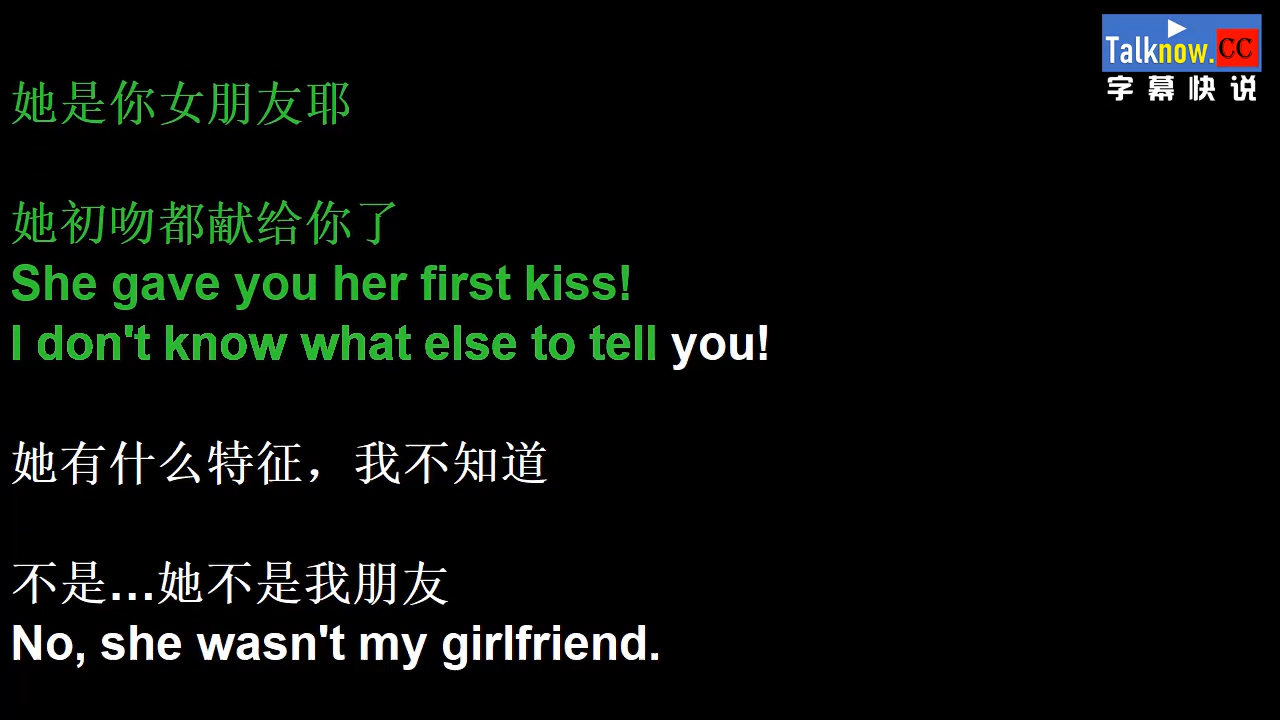 Talknow.CC
字幕快说
她是你女朋友耶
她初吻都献给你了
She gave you her first kiss!
I don't know what else to tell you!
她有什么特征，我不知道
不是...她不是我朋友
No, she wasn't my girlfriend.